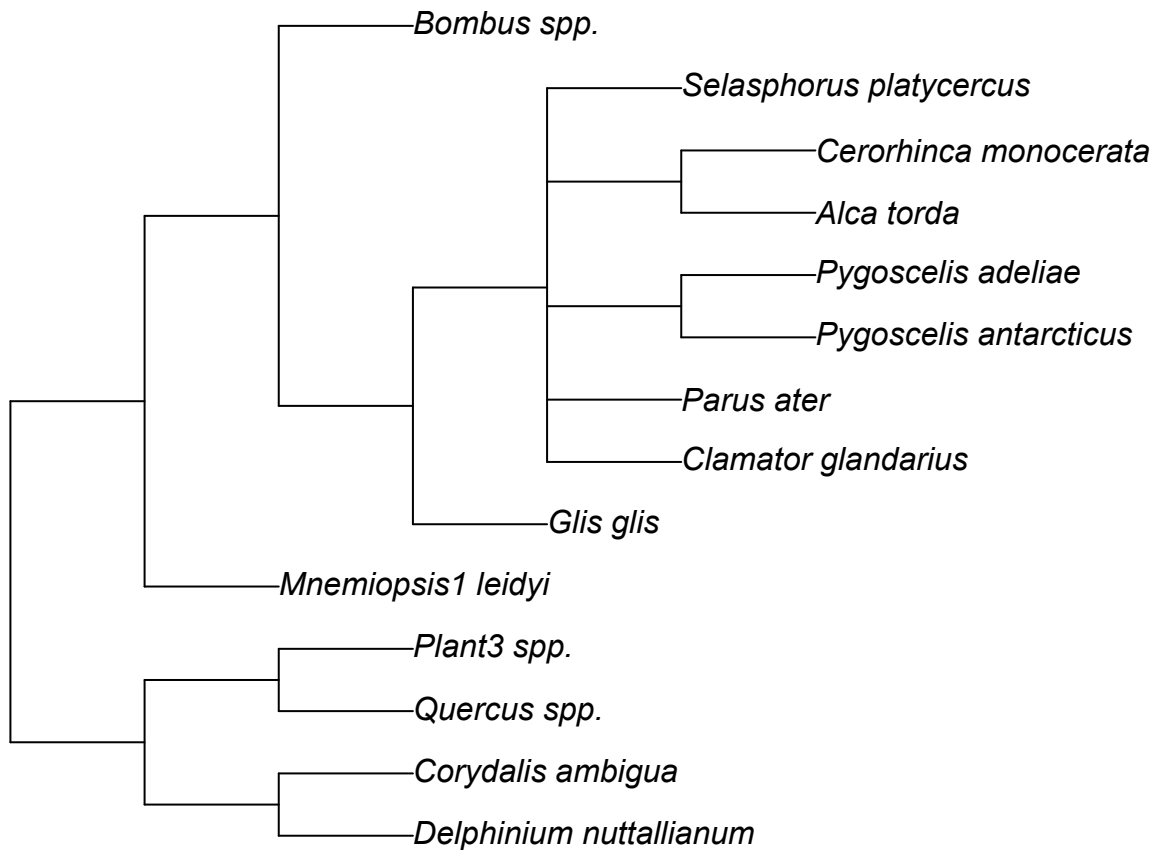 Bombus spp.
Selasphorus platycercus
Cerorhinca monocerata
Alca torda
Pygoscelis adeliae
Pygoscelis antarcticus
Parus ater
Clamator glandarius
Glis glis
Mnemiopsis1 leidyi
Plant3 spp.
Quercus spp.
Corydalis ambigua
Delphinium nuttallianum